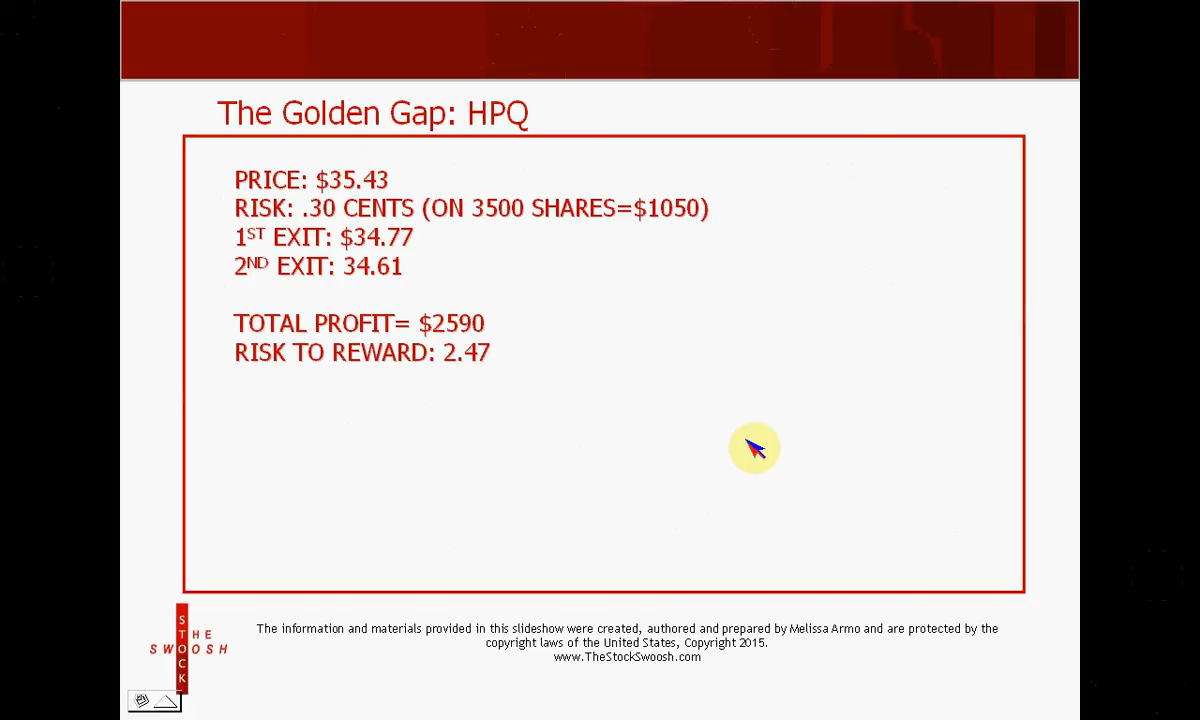 The Golden Gap: HPQ
PRICE: $35.43
RISK: .30 CENTS (ON 3500 SHARES=$1050)
1ST EXIT: $34.77
2ND EXIT: 34.61
TOTAL PROFIT= $2590
RISK TO REWARD: 2.47
THE
SWOOSH
STOCK
The information and materials provided in this slideshow were created, authored and prepared by Melissa Armo and are protected by the
copyright laws of the United States, Copyright 2015.
www.TheStockSwoosh.com